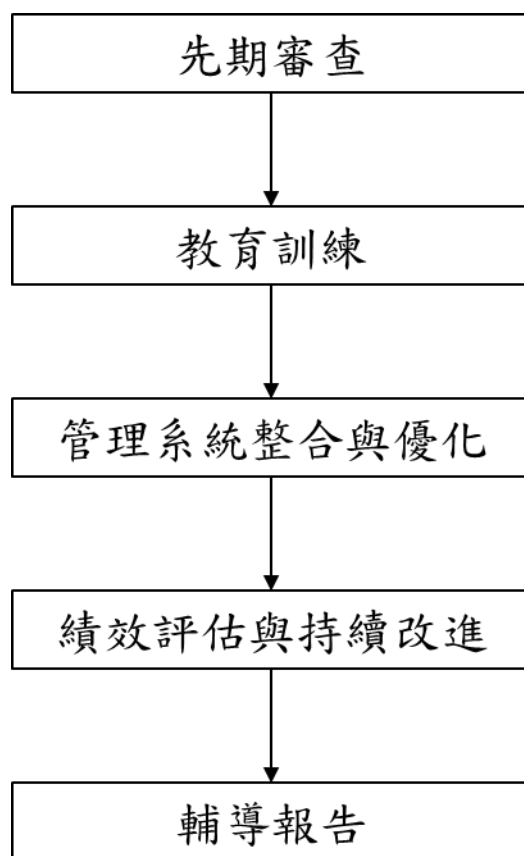 先期審查
教育訓練
管理系統整合與優化
績效評估與持續改進
輔導報告